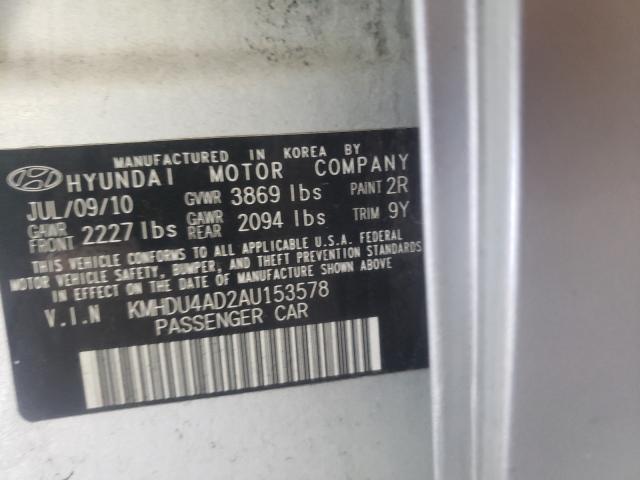 MANUFACTURED IN KOREA BY
HYUNDAI MOTOR COMPANY
JUL/09/10 GVWR 3869 lbs PAINT 2R
GAWR FRONT 2227 lbs GAWR REAR 2094 lbs TRIM 9Y
THIS VEHICLE CONFORMS TO ALL APPLICABLE U.S.A. FEDERAL
MOTOR VEHICLE SAFETY, BUMPER, AND THEFT PREVENTION STANDARDS
IN EFFECT ON THE DATE OF MANUFACTURE SHOWN ABOVE.
V.I.N KMHDU4AD2AU153578
PASSENGER CAR